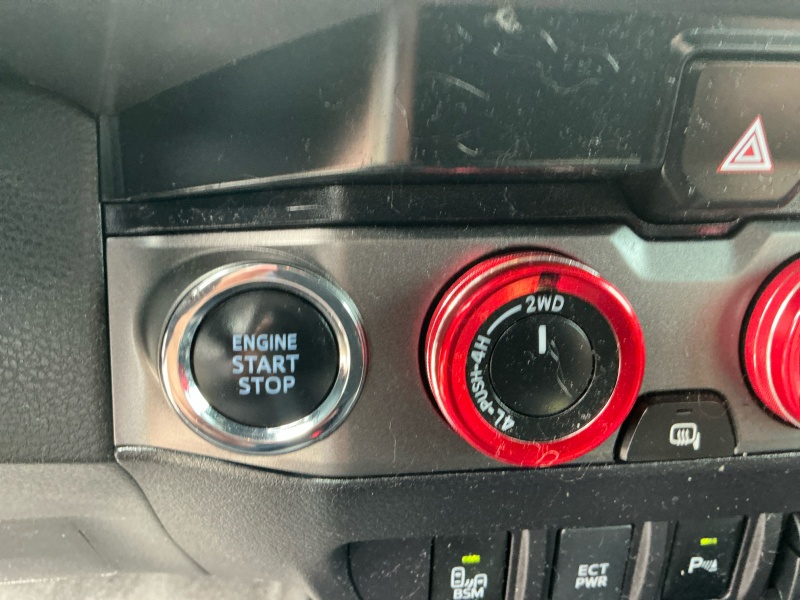 ENGINE
START
STOP
2WD
4H
4L-PUSH
BSM
ECT
PWR
P